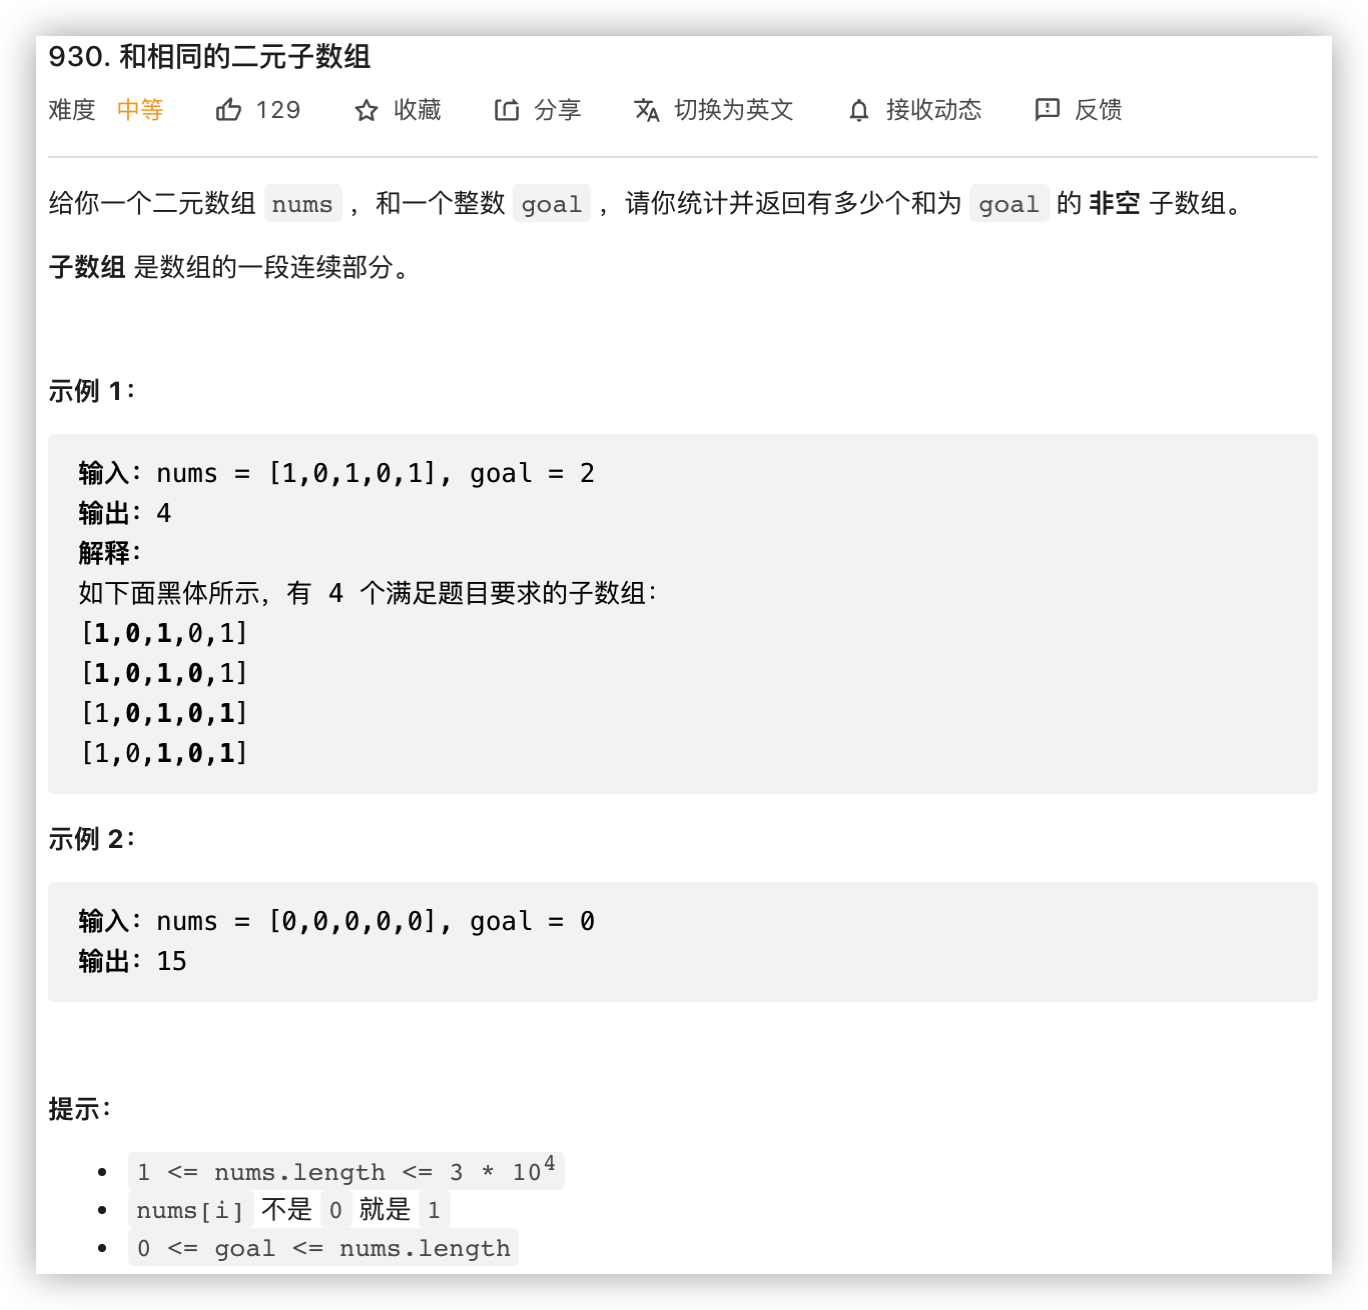 930. 和相同的二元子数组
难度 中等 129 收藏 分享 切换为英文 接收动态 反馈
给你一个二元数组 nums ，和一个整数 goal ，请你统计并返回有多少个和为 goal 的 非空 子数组。
子数组 是数组的一段连续部分。
示例 1：
输入：nums = [1,0,1,0,1], goal = 2
输出：4
解释：
如下面黑体所示，有 4 个满足题目要求的子数组：
[1,0,1,0,1]
[1,0,1,0,1]
[1,0,1,0,1]
[1,0,1,0,1]
示例 2：
输入：nums = [0,0,0,0,0], goal = 0
输出：15
提示：
• 1 <= nums.length <= 3 * 10⁴
• nums[i] 不是 0 就是 1
• 0 <= goal <= nums.length